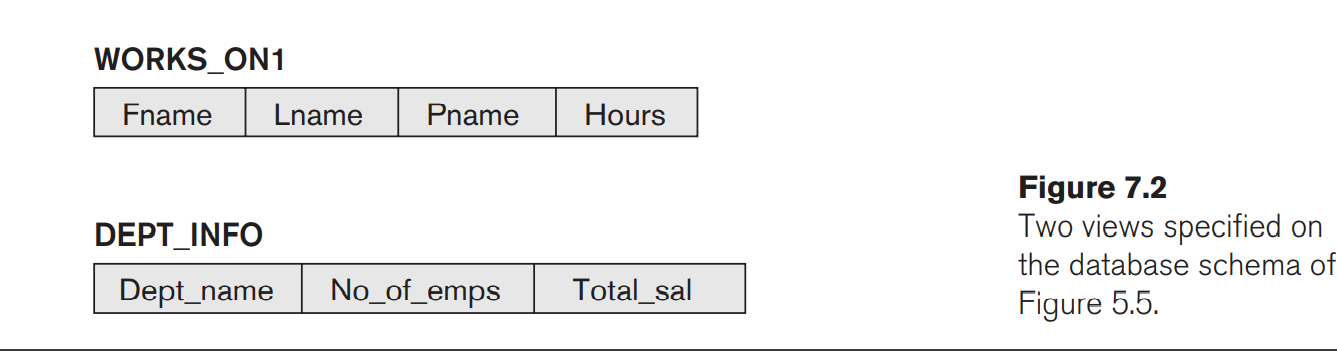 WORKS_ON1
Fname Lname Pname Hours
DEPT_INFO
Dept_name No_of_emps Total_sal
Figure 7.2
Two views specified on
the database schema of
Figure 5.5.